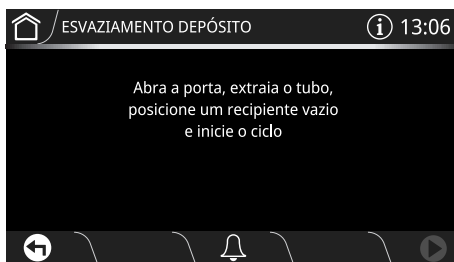 ESVAZIAMENTO DEPÓSITO
13:06
Abra a porta, extraia o tubo,
posicione um recipiente vazio
e inicie o ciclo